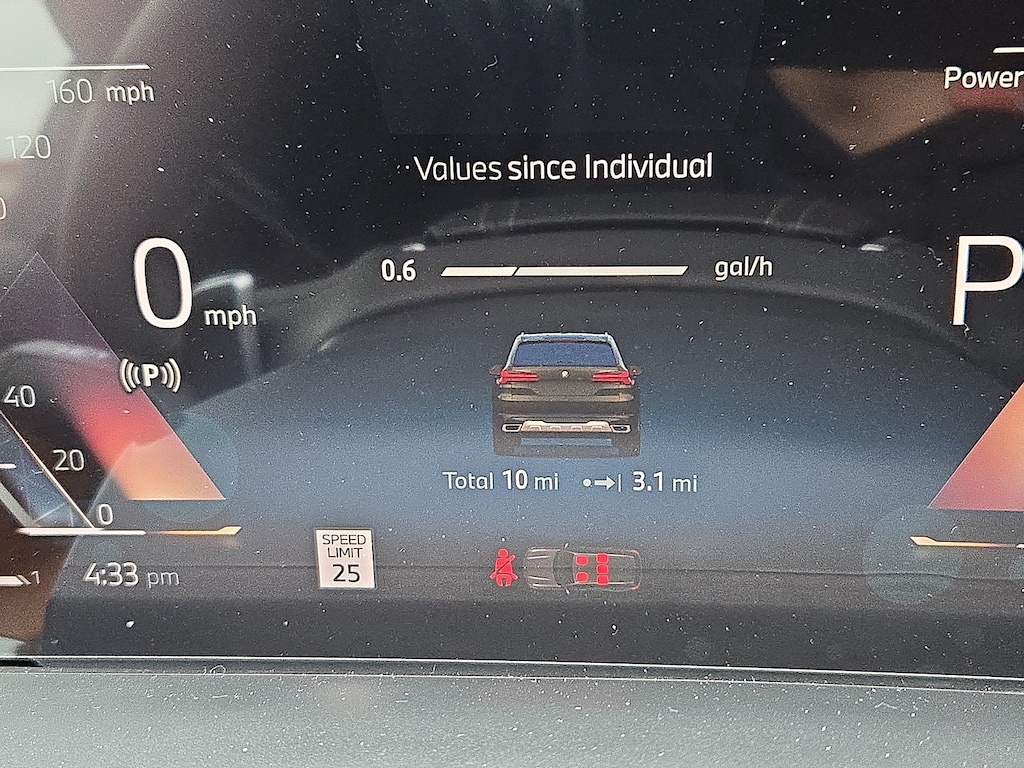 160 mph
Power
120
Values since Individual
0.6 gal/h
0 mph
P
(((P)))
40
20
Total 10 mi 3.1 mi
0
SPEED
LIMIT
25
4:33 pm
1